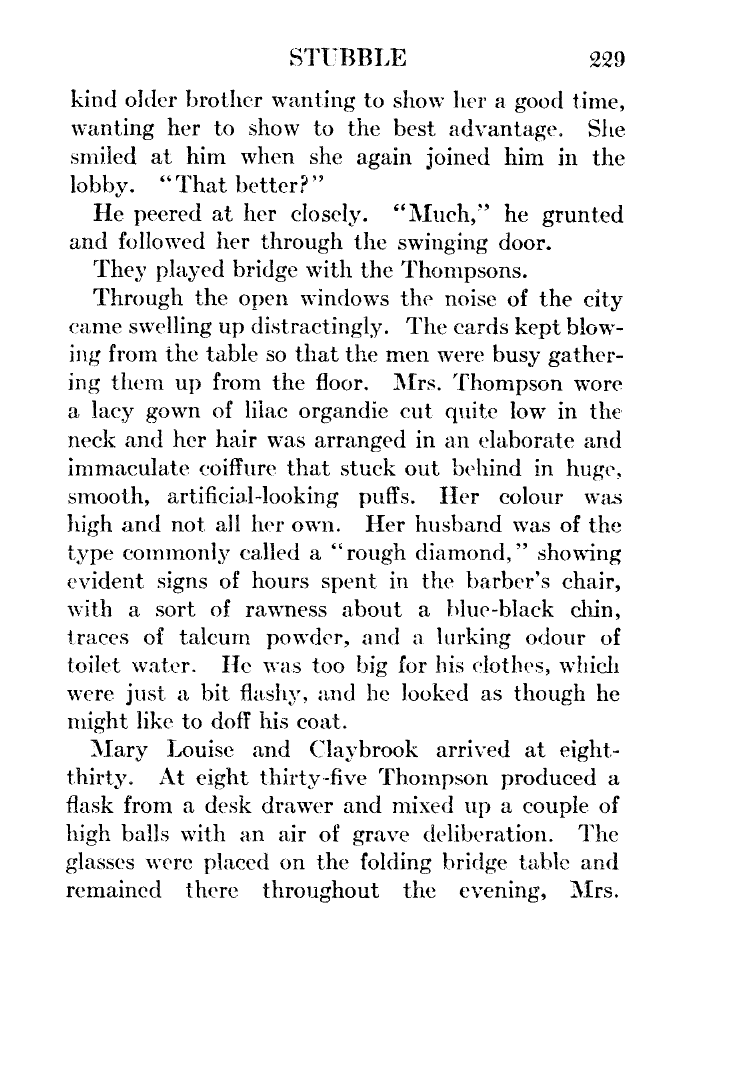 STUBBLE 229
kind older brother wanting to show her a good time,
wanting her to show to the best advantage. She
smiled at him when she again joined him in the
lobby. "That better?"
He peered at her closely. "Much," he grunted
and followed her through the swinging door.
They played bridge with the Thompsons.
Through the open windows the noise of the city
came swelling up distractingly. The cards kept blow-
ing from the table so that the men were busy gather-
ing them up from the floor. Mrs. Thompson wore
a lacy gown of lilac organdie cut quite low in the
neck and her hair was arranged in an elaborate and
immaculate coiffure that stuck out behind in huge,
smooth, artificial-looking puffs. Her colour was
high and not all her own. Her husband was of the
type commonly called a "rough diamond," showing
evident signs of hours spent in the barber's chair,
with a sort of rawness about a blue-black chin,
traces of talcum powder, and a lurking odour of
toilet water. He was too big for his clothes, which
were just a bit flashy, and he looked as though he
might like to doff his coat.
Mary Louise and Claybrook arrived at eight-
thirty. At eight thirty-five Thompson produced a
flask from a desk drawer and mixed up a couple of
high balls with an air of grave deliberation. The
glasses were placed on the folding bridge table and
remained there throughout the evening, Mrs.